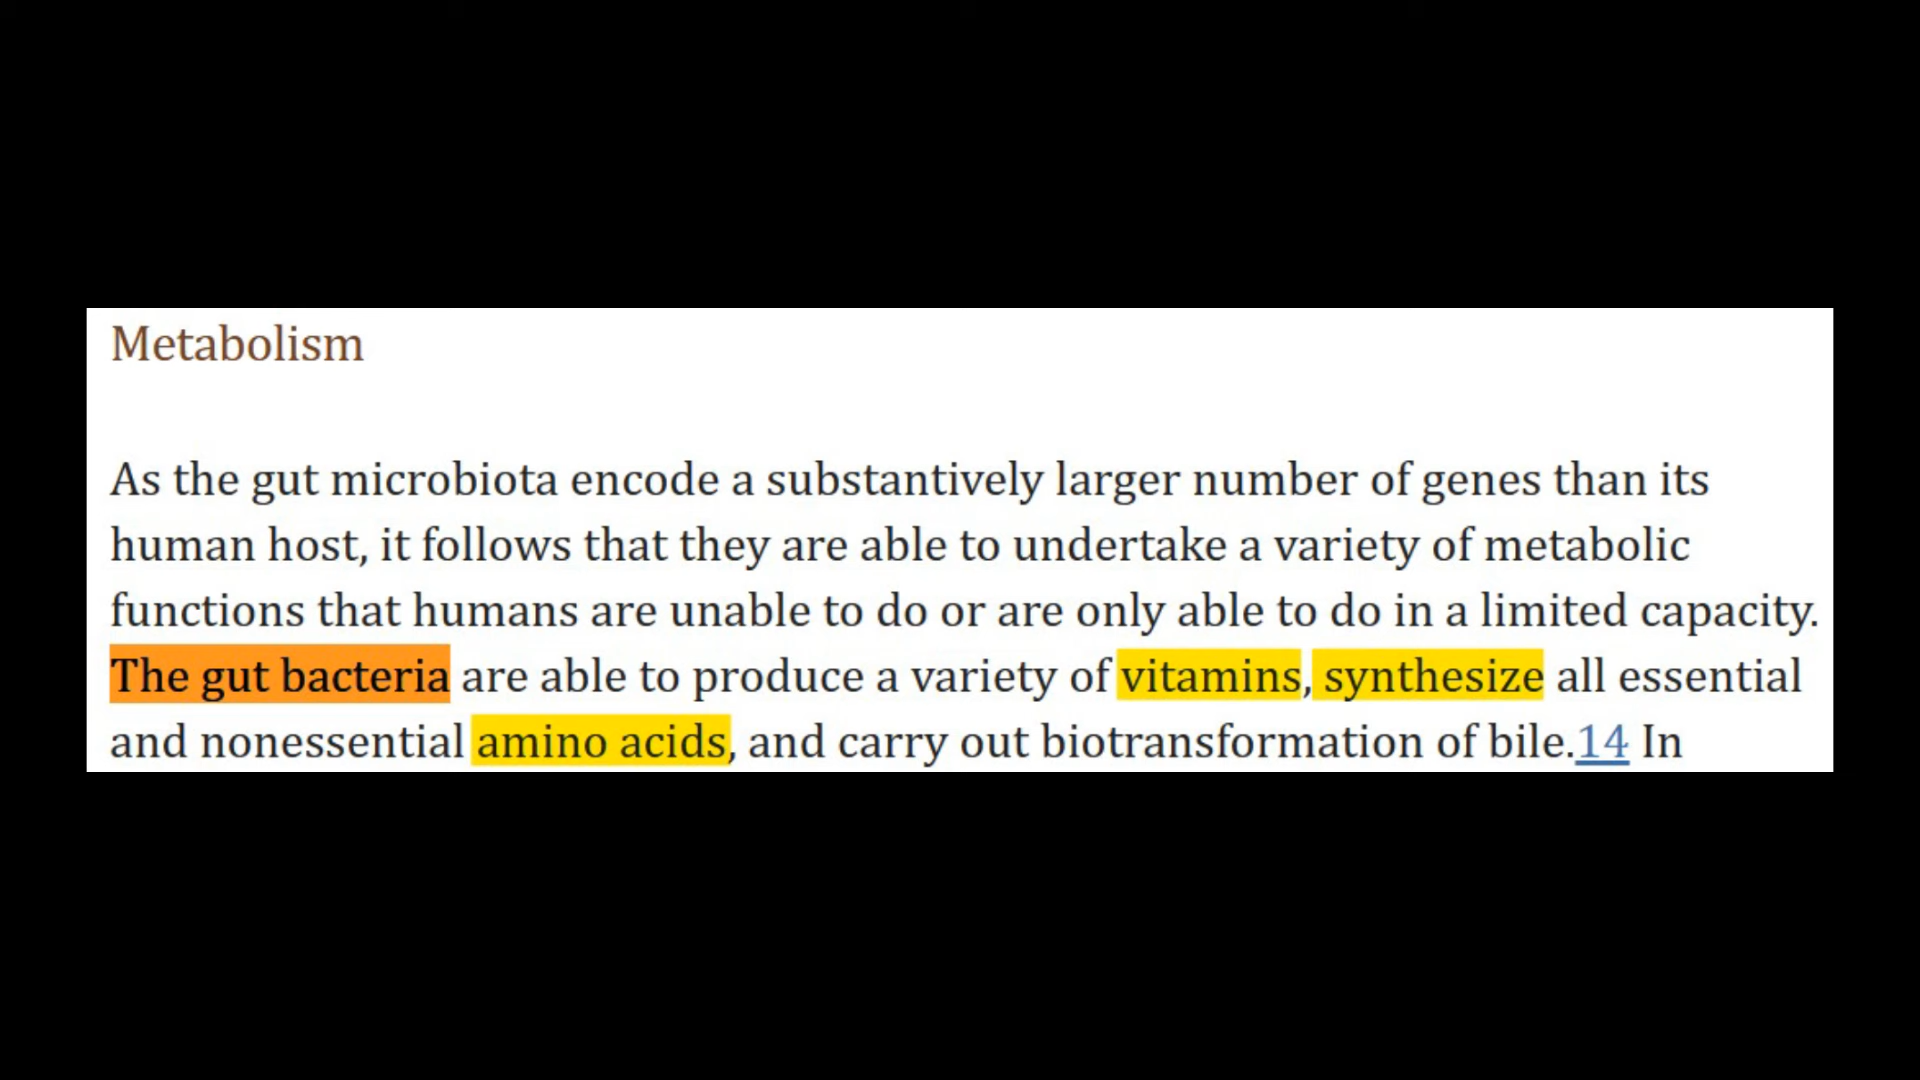 Metabolism
As the gut microbiota encode a substantively larger number of genes than its
human host, it follows that they are able to undertake a variety of metabolic
functions that humans are unable to do or are only able to do in a limited capacity.
The gut bacteria are able to produce a variety of vitamins, synthesize all essential
and nonessential amino acids, and carry out biotransformation of bile.14 In